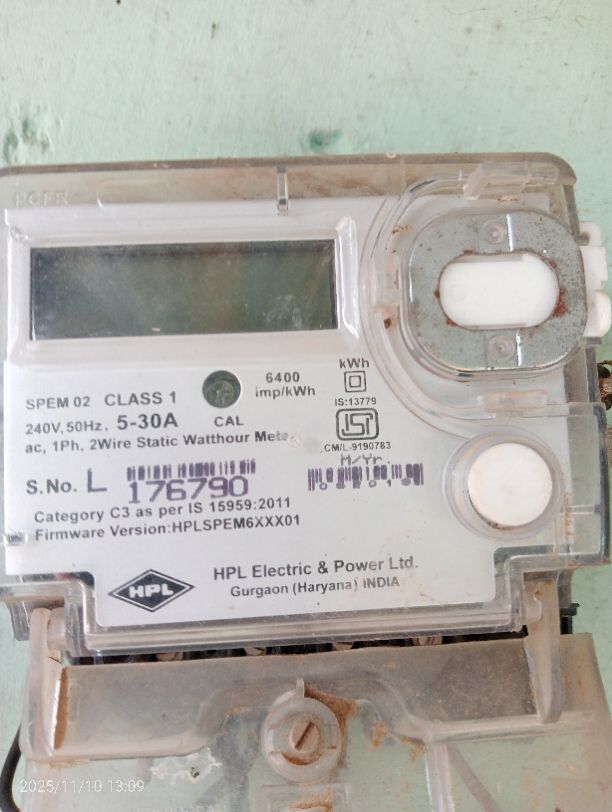 SPEM 02 CLASS 1
6400
imp/kWh
kWh
IS:13779
240V, 50Hz, 5-30A CAL
ac, 1Ph, 2Wire Static Watthour Meter
CM/L-9190783
M/Yr.
S.No. L 176790
Category C3 as per IS 15959:2011
Firmware Version:HPLSPEM6XXX01
HPL
HPL Electric & Power Ltd.
Gurgaon (Haryana) INDIA
2025/11/10 13:09